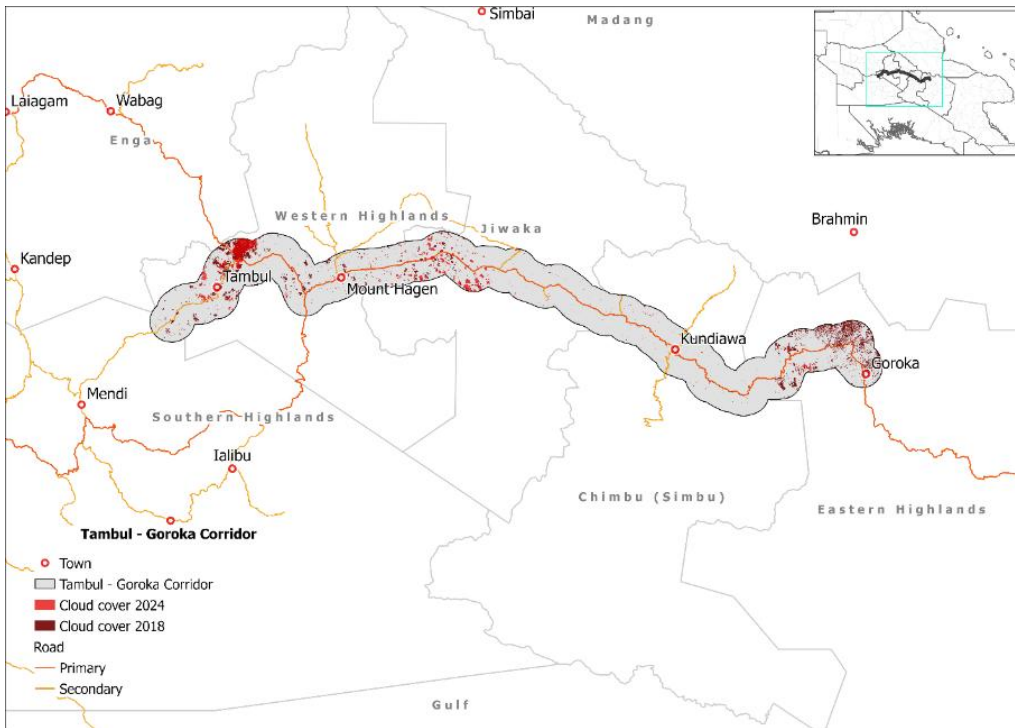 Simbai
Madang
Laiagam
Wabag
Enga
Western Highlands
Jiwaka
Brahmin
Kandep
Tambul
Mount Hagen
Kundiawa
Goroka
Mendi
Southern Highlands
Ialibu
Chimbu (Simbu)
Eastern Highlands
Tambul - Goroka Corridor
Town
Tambul - Goroka Corridor
Cloud cover 2024
Cloud cover 2018
Road
Primary
Secondary
Gulf